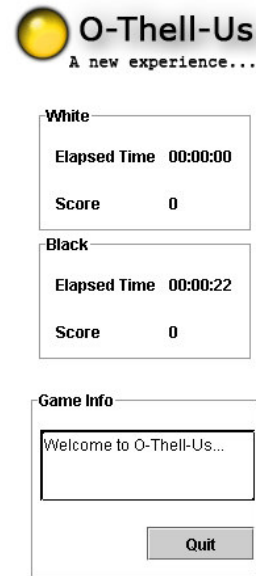 O-Thell-Us
A new experience...
White
Elapsed Time 00:00:00
Score 0
Black
Elapsed Time 00:00:22
Score 0
Game Info
Welcome to O-Thell-Us...
Quit